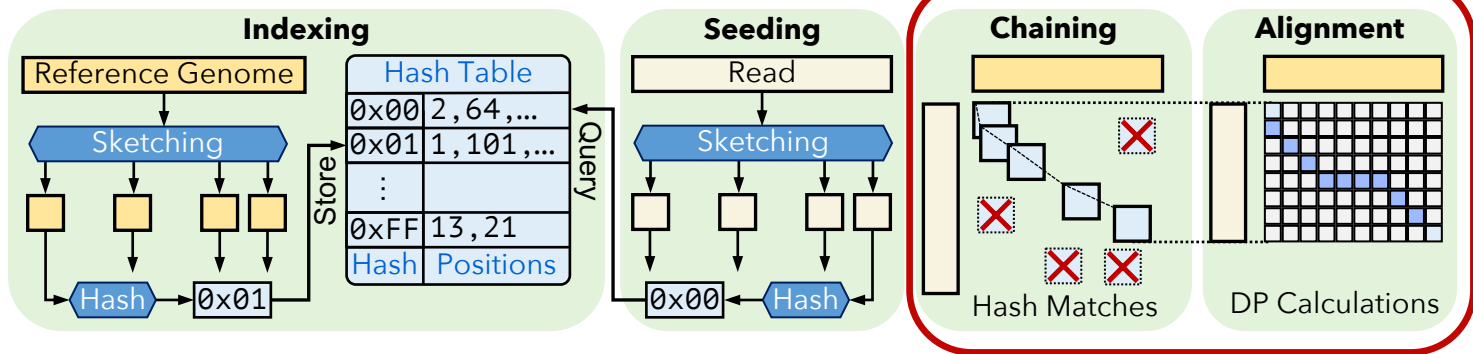 Indexing
Reference Genome
Sketching
Hash
0x01
Store
Hash Table
0x00 2,64,…
0x01 1,101,…
⋮
0xFF 13,21
Hash Positions
Query
Seeding
Read
Sketching
0x00
Hash
Chaining
Hash Matches
Alignment
DP Calculations